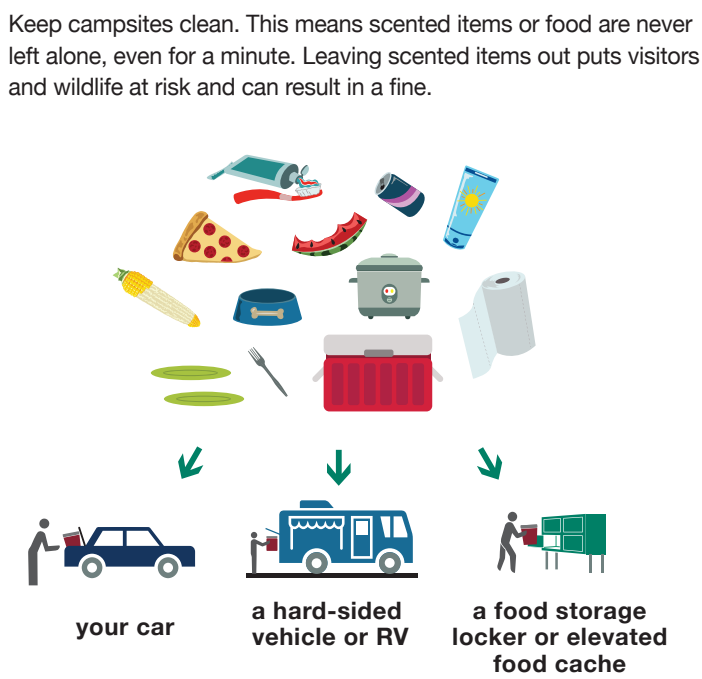 Keep campsites clean. This means scented items or food are never
left alone, even for a minute. Leaving scented items out puts visitors
and wildlife at risk and can result in a fine.
your car
a hard-sided
vehicle or RV
a food storage
locker or elevated
food cache